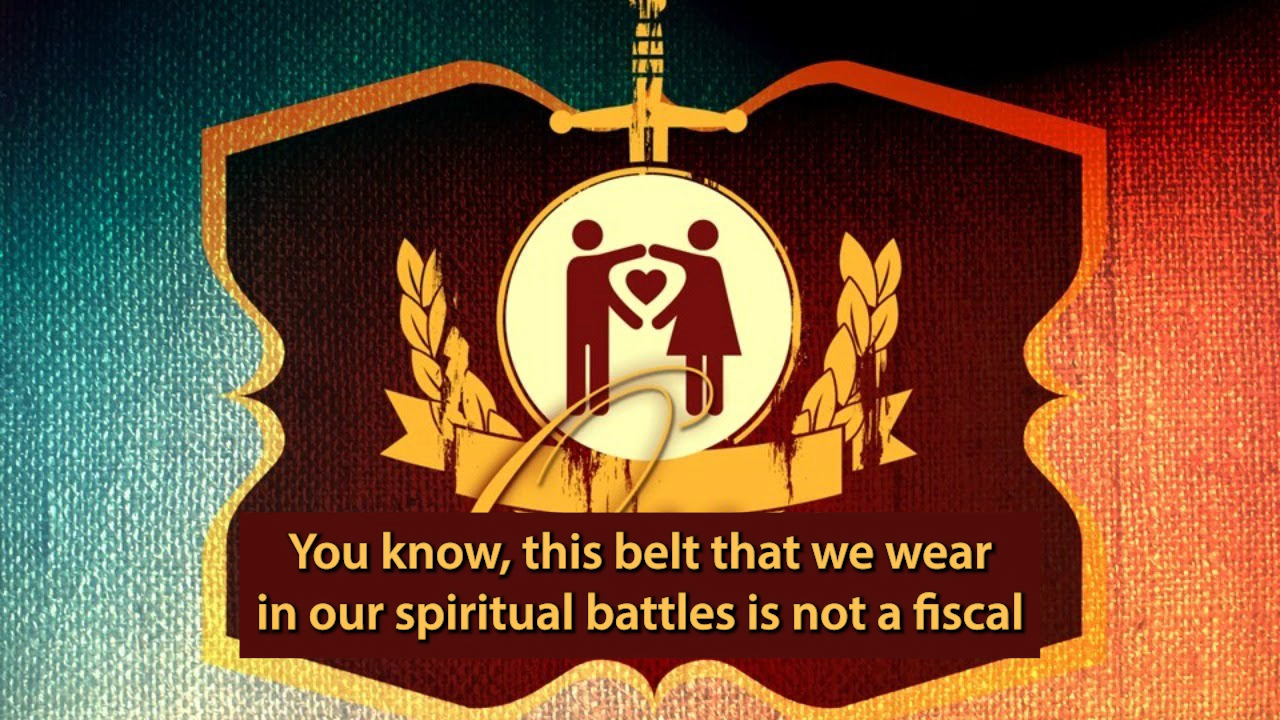 You know, this belt that we wear
in our spiritual battles is not a fiscal